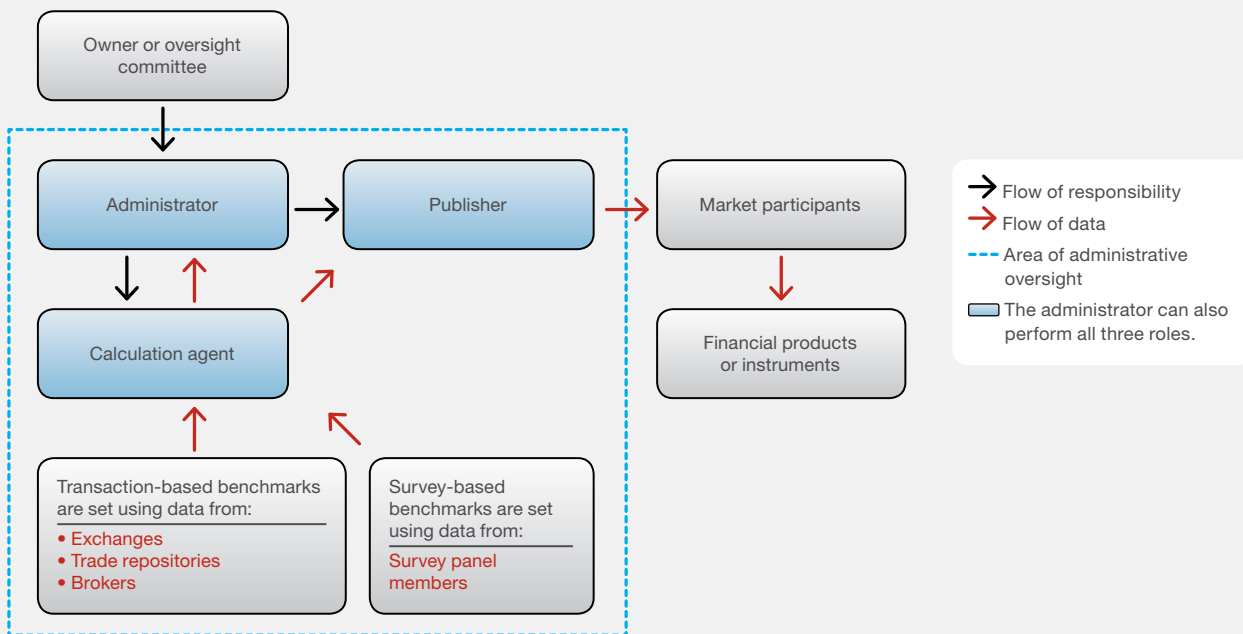 Owner or oversight
committee
Administrator
Publisher
Market participants
Calculation agent
Financial products
or instruments
Transaction-based benchmarks
are set using data from:
• Exchanges
• Trade repositories
• Brokers
Survey-based
benchmarks are set
using data from:
Survey panel
members
Flow of responsibility
Flow of data
Area of administrative
oversight
The administrator can also
perform all three roles.